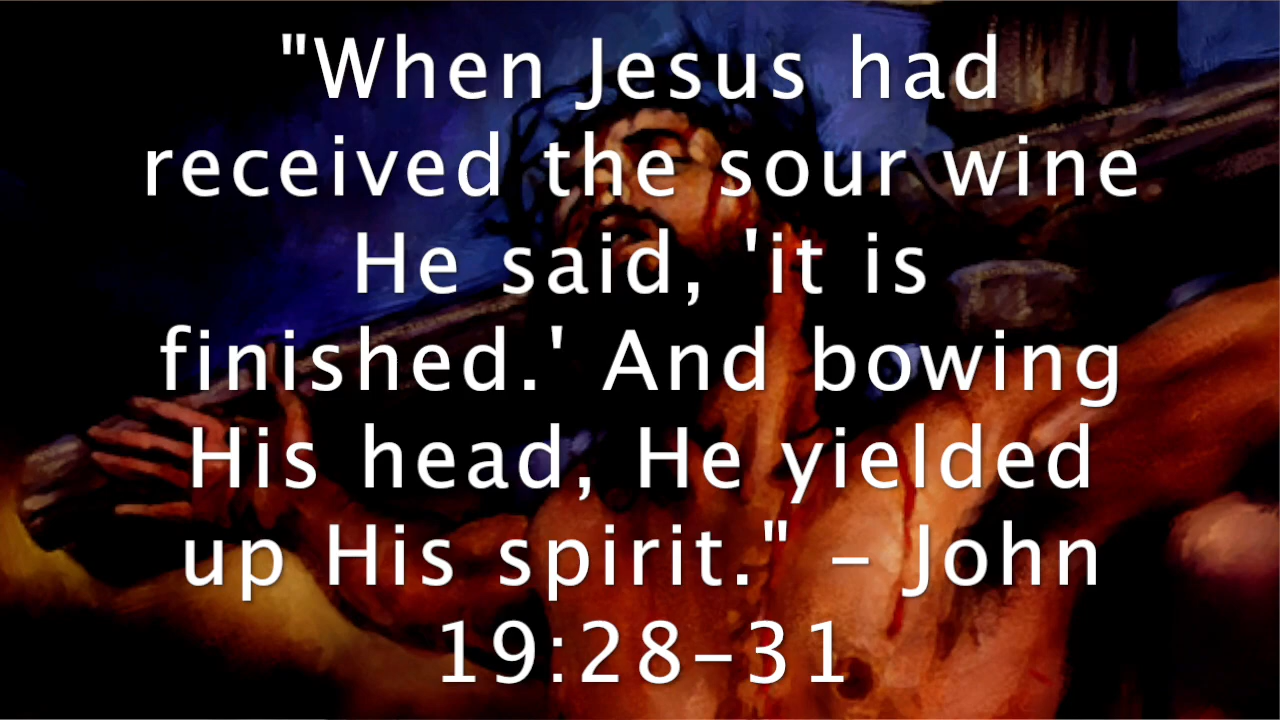 "When Jesus had
received the sour wine
He said, 'it is
finished.' And bowing
His head, He yielded
up His spirit." - John
19:28-31